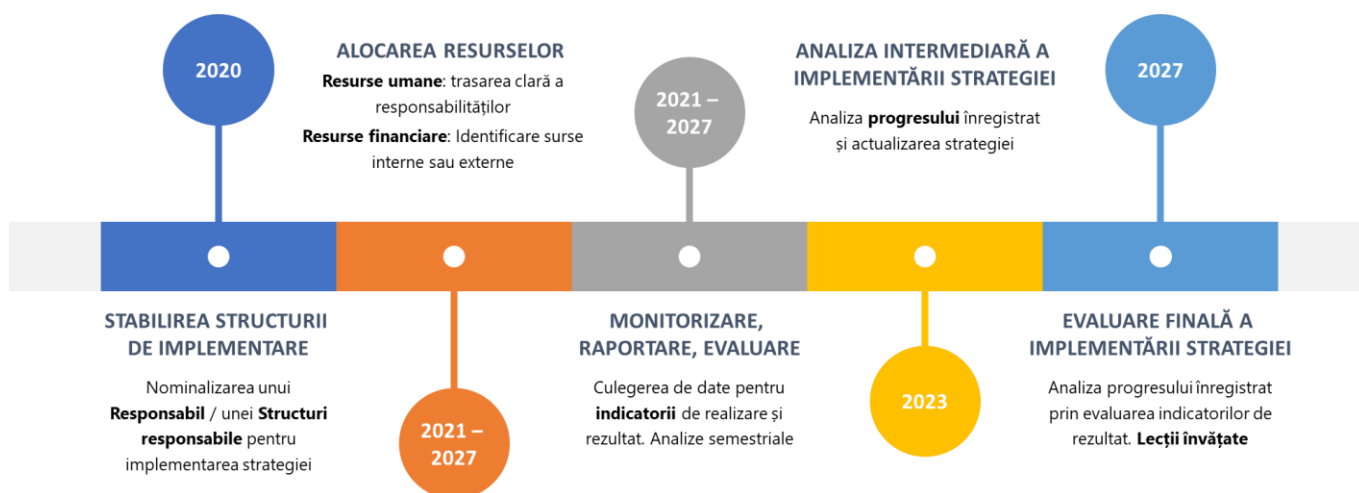 2020
STABILIREA STRUCTURII
DE IMPLEMENTARE
Nominalizarea unui
Responsabil / unei Structuri
responsabile pentru
implementarea strategiei
ALOCAREA RESURSELOR
Resurse umane: trasarea clară a
responsabilităților
Resurse financiare: Identificare surse
interne sau externe
2021 –
2027
2021 –
2027
MONITORIZARE,
RAPORTARE, EVALUARE
Culegerea de date pentru
indicatorii de realizare și
rezultat. Analize semestriale
ANALIZA INTERMEDIARĂ A
IMPLEMENTĂRII STRATEGIEI
Analiza progresului înregistrat
și actualizarea strategiei
2023
2027
EVALUARE FINALĂ A
IMPLEMENTĂRII STRATEGIEI
Analiza progresului înregistrat
prin evaluarea indicatorilor de
rezultat. Lecții învățate